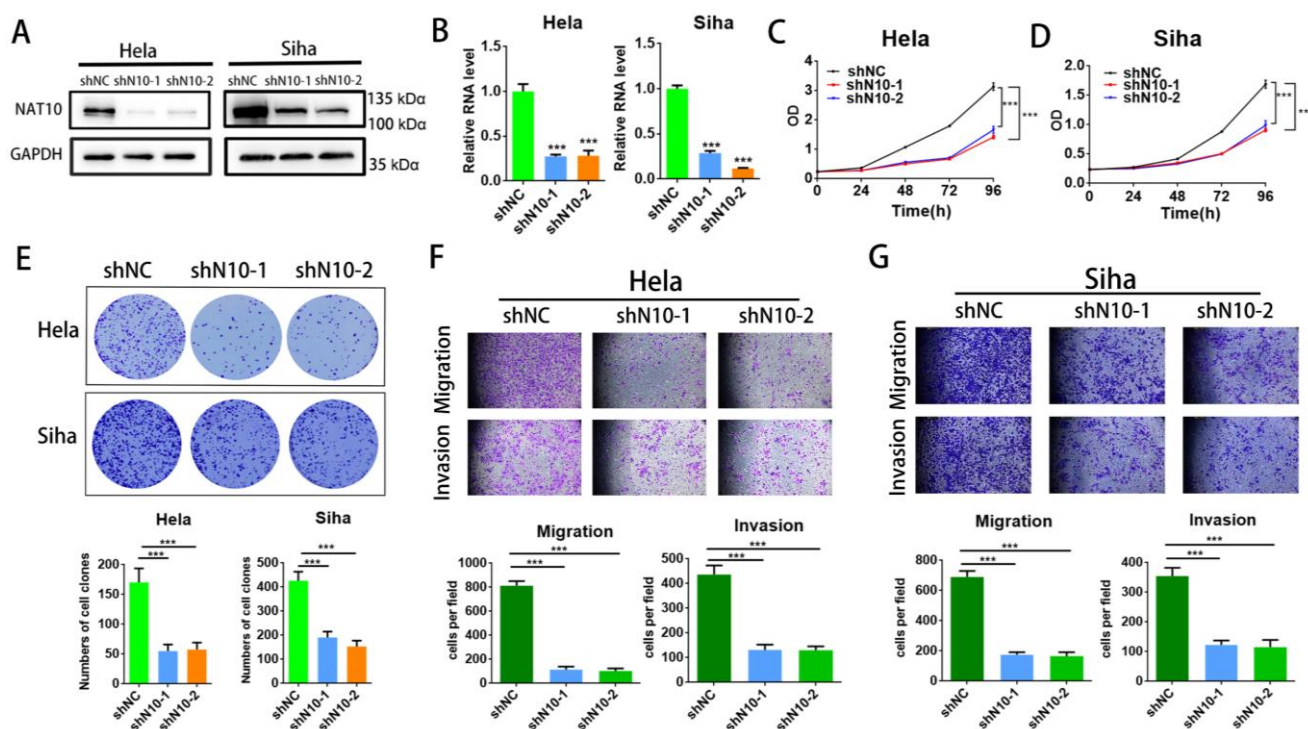 A
Hela
Siha
shNC shN10-1 shN10-2
shNC shN10-1 shN10-2
NAT10
135 kDa
100 kDa
GAPDH
35 kDa
B
Hela
Siha
Relative RNA level
1.5
1.0
0.5
0.0
***
***
shNC
shN10-1
shN10-2
Relative RNA level
1.5
1.0
0.5
0.0
***
***
shNC
shN10-1
shN10-2
C
Hela
shNC
shN10-1
shN10-2
OD
4
3
2
1
0
0 24 48 72 96
Time(h)
***
***
D
Siha
shNC
shN10-1
shN10-2
OD
2.0
1.5
1.0
0.5
0.0
0 24 48 72 96
Time(h)
***
**
E
shNC shN10-1 shN10-2
Hela
Siha
Hela
Numbers of cell clones
200
150
100
50
0
***
***
shNC
shN10-1
shN10-2
Siha
Numbers of cell clones
500
400
300
200
100
0
***
***
shNC
shN10-1
shN10-2
F
Hela
shNC shN10-1 shN10-2
Migration
Invasion
Migration
cells per field
1000
800
600
400
200
0
***
***
shNC
shN10-1
shN10-2
Invasion
cells per field
500
400
300
200
100
0
***
***
shNC
shN10-1
shN10-2
G
Siha
shNC shN10-1 shN10-2
Migration
Invasion
Migration
cells per field
800
600
400
200
0
***
***
shNC
shN10-1
shN10-2
Invasion
cells per field
400
300
200
100
0
***
***
shNC
shN10-1
shN10-2